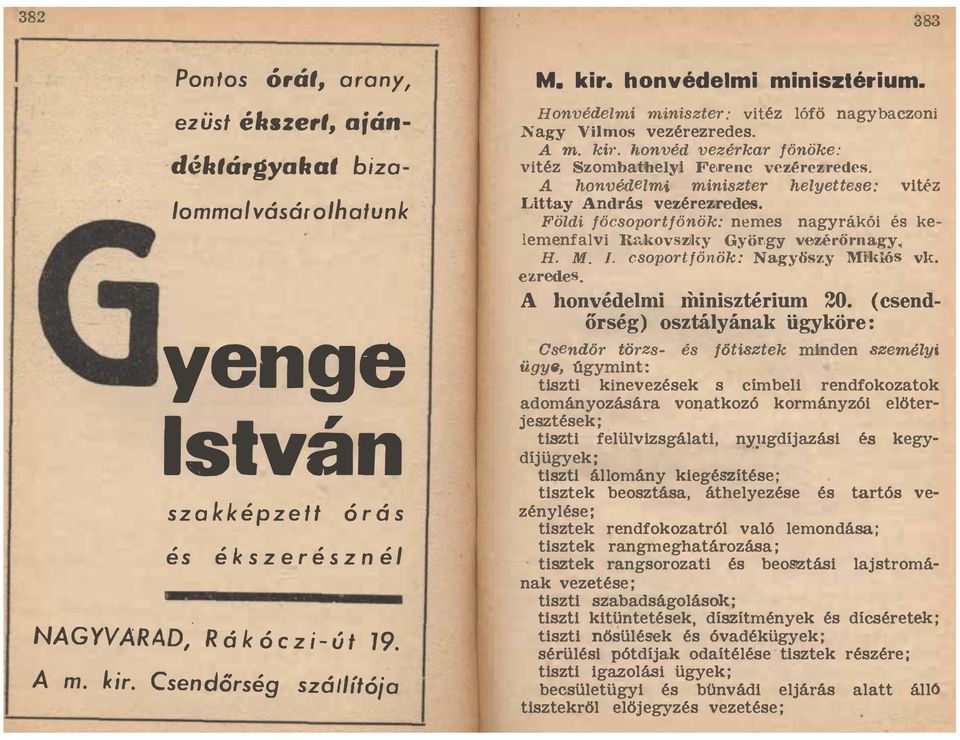 382
Pontos órát, arany,
ezüst ékszert, aján-
déktárgyakat biza-
lommal vásárolhatunk
Gyenge
István
szakképzett órás
és ékszerésznél
NAGYVÁRAD, Rákóczi-út 19.
A m. kir. Csendőrség szállítója
383
M. kir. honvédelmi minisztérium.
Honvédelmi miniszter: vitéz lófö nagybaczoni
Nagy Vilmos vezérezredes.
A m. kir. honvéd vezérkar fönöke:
vitéz Szombathelyi Ferenc vezérezredes.
A honvédelmi miniszter helyettese: vitéz
Littay András vezérezredes.
Földi föcsoportfönök: nemes nagyrákói és ke-
lemenfalvi Rakovszky György vezérőrnagy.
H. M. I. csoportfönök: Nagyőszy Miklós vk.
ezredes.
A honvédelmi minisztérium 20. (csend-
őrség) osztályának ügyköre:
Csendőr törzs- és főtisztek minden személyi
ügye, úgymint:
tiszti kinevezések s címbeli rendfokozatok
adományozására vonatkozó kormányzói előter-
jesztések;
tiszti felülvizsgálati, nyugdíjazási és kegy-
díjügyek;
tiszti állomány kiegészítése;
tisztek beosztása, áthelyezése és tartós ve-
zénylése;
tisztek rendfokozatról való lemondása;
tisztek rangmeghatározása;
tisztek rangsorozati és beosztási lajstromá-
nak vezetése;
tiszti szabadságolások;
tiszti kitüntetések, díszítmények és dícséretek;
tiszti nősülések és óvadékügyek;
sérülési pótdíjak odaítélése tisztek részére;
tiszti igazolási ügyek;
becsületügyi és bűnvádi eljárás alatt álló
tisztekről előjegyzés vezetése;